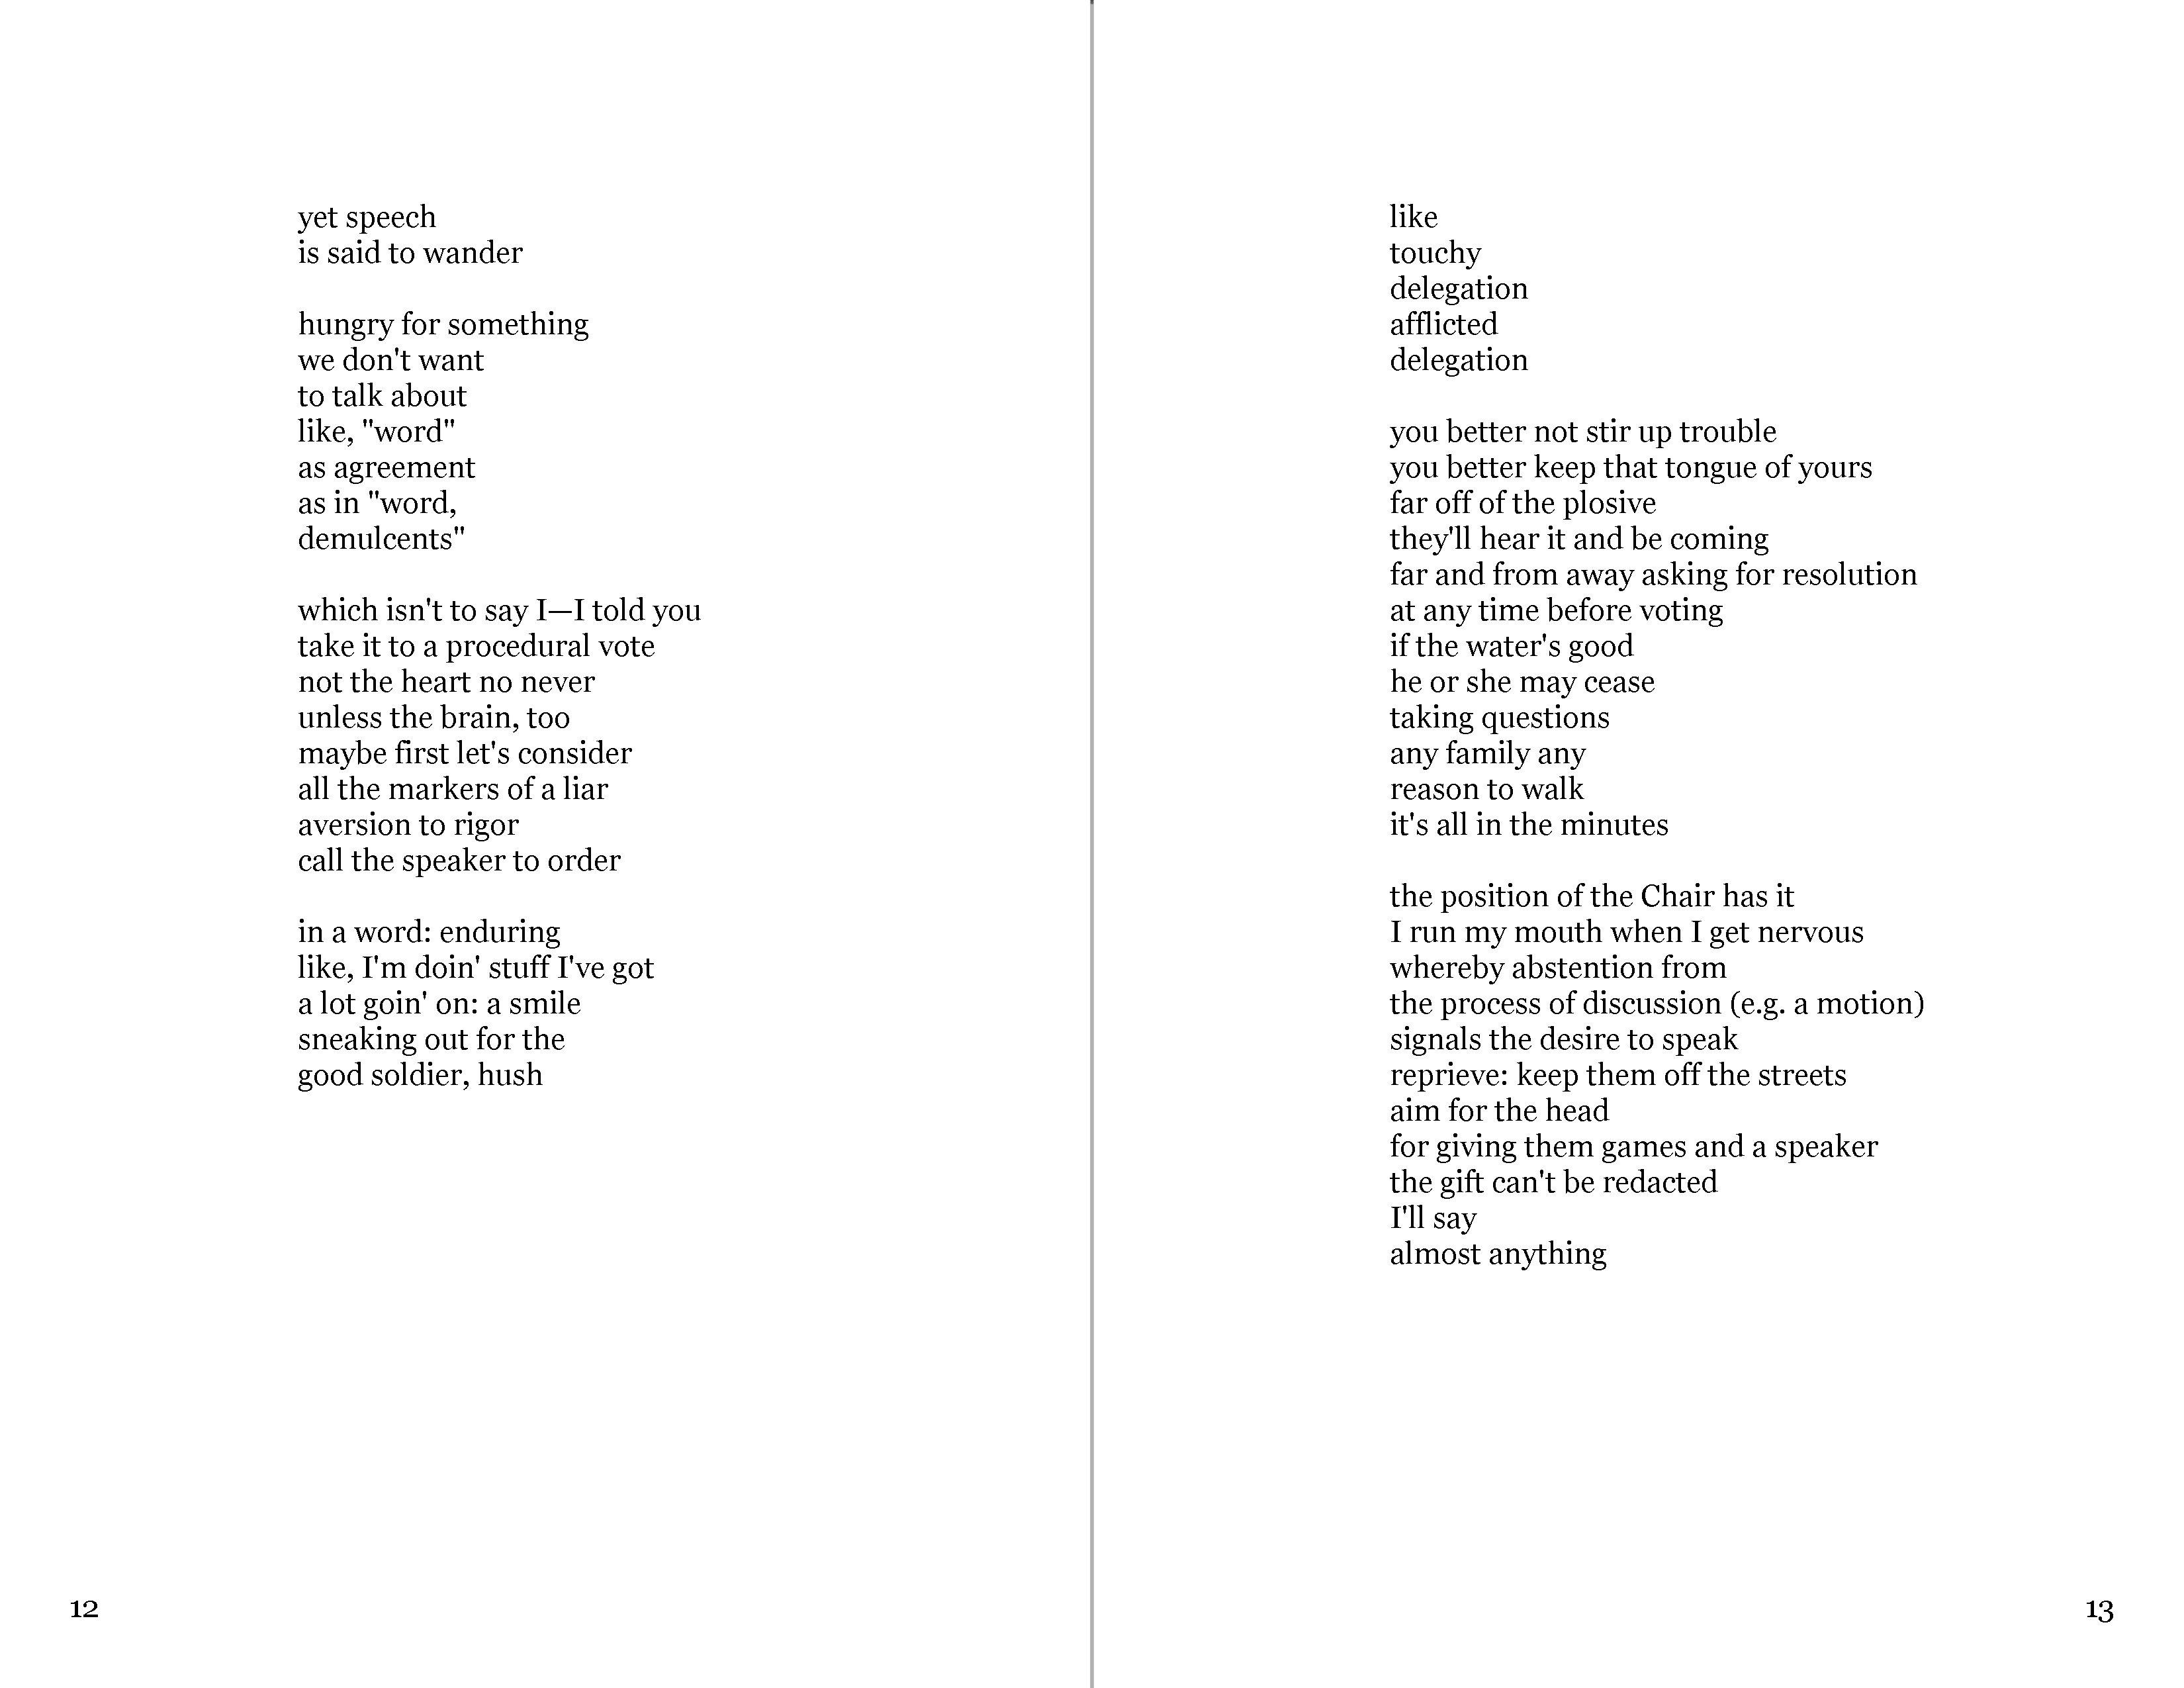 yet speech
is said to wander
hungry for something
we don't want
to talk about
like, "word"
as agreement
as in "word,
demulcents"
which isn't to say I—I told you
take it to a procedural vote
not the heart no never
unless the brain, too
maybe first let's consider
all the markers of a liar
aversion to rigor
call the speaker to order
in a word: enduring
like, I'm doin' stuff I've got
a lot goin' on: a smile
sneaking out for the
good soldier, hush
12
like
touchy
delegation
afflicted
delegation
you better not stir up trouble
you better keep that tongue of yours
far off of the plosive
they'll hear it and be coming
far and from away asking for resolution
at any time before voting
if the water's good
he or she may cease
taking questions
any family any
reason to walk
it's all in the minutes
the position of the Chair has it
I run my mouth when I get nervous
whereby abstention from
the process of discussion (e.g. a motion)
signals the desire to speak
reprieve: keep them off the streets
aim for the head
for giving them games and a speaker
the gift can't be redacted
I'll say
almost anything
13